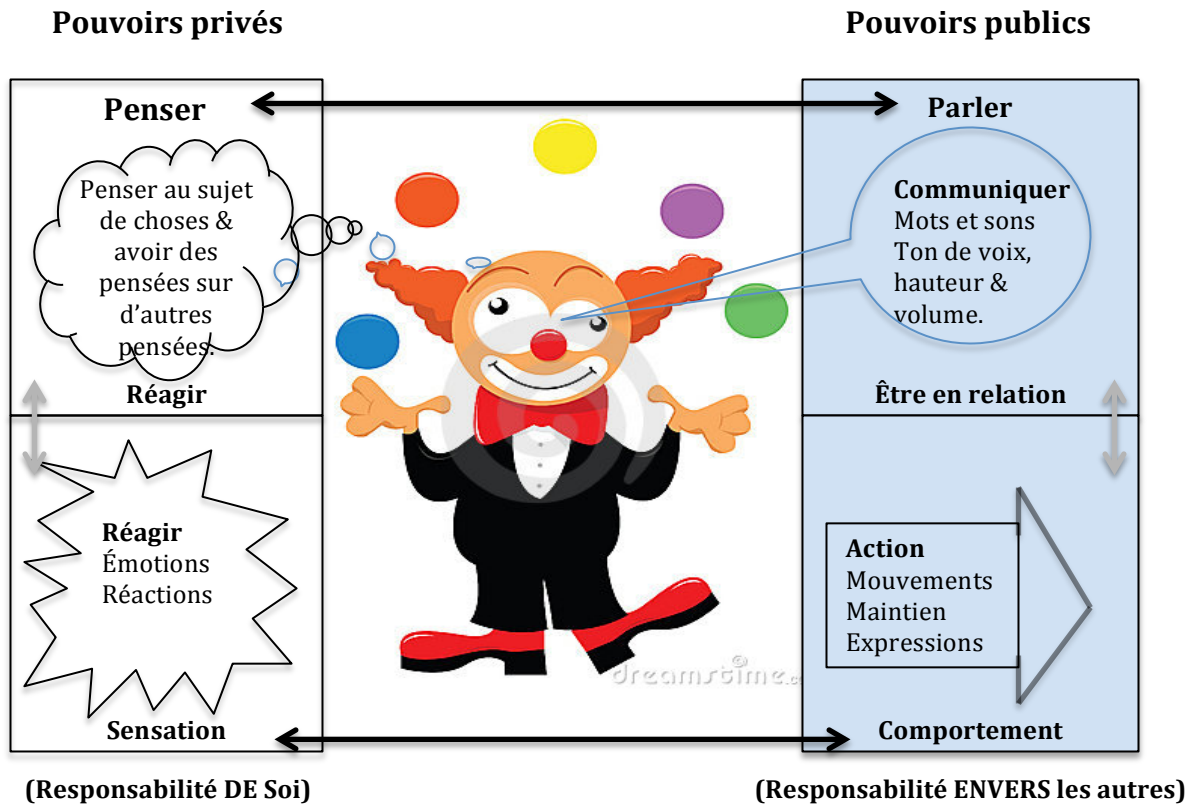 Pouvoirs privés
Pouvoirs publics
Penser
Penser au sujet
de choses &
avoir des
pensées sur
d'autres
pensées.
Réagir
Parler
Communiquer
Mots et sons
Ton de voix,
hauteur &
volume.
Être en relation
Réagir
Émotions
Réactions
Sensation
Action
Mouvements
Maintien
Expressions
Comportement
dreamstime.c
(Responsabilité DE Soi)
(Responsabilité ENVERS les autres)